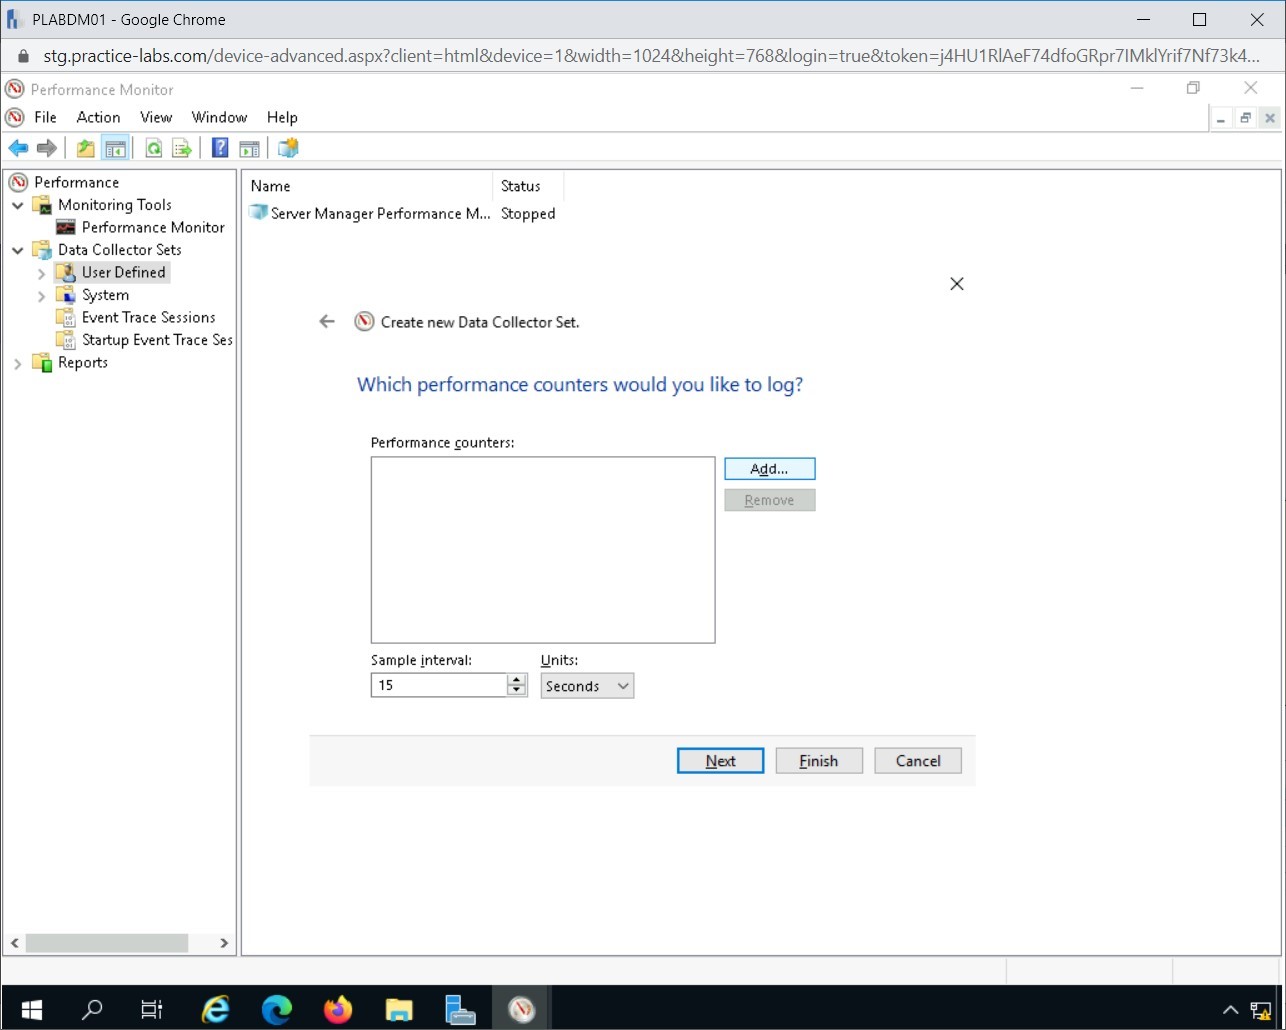 PLABDM01 - Google Chrome
stg.practice-labs.com/device-advanced.aspx?client=html&device=1&width=1024&height=768&login=true&token=j4HU1RlAeF74dfoGRpr7IMklYrif7Nf73k4...
Performance Monitor
File Action View Window Help
Performance
Monitoring Tools
Performance Monitor
Data Collector Sets
User Defined
System
Event Trace Sessions
Startup Event Trace Ses
Reports
Name Status
Server Manager Performance M... Stopped
Create new Data Collector Set.
Which performance counters would you like to log?
Performance counters:
Add...
Remove
Sample interval: Units:
15 Seconds
Next Finish Cancel